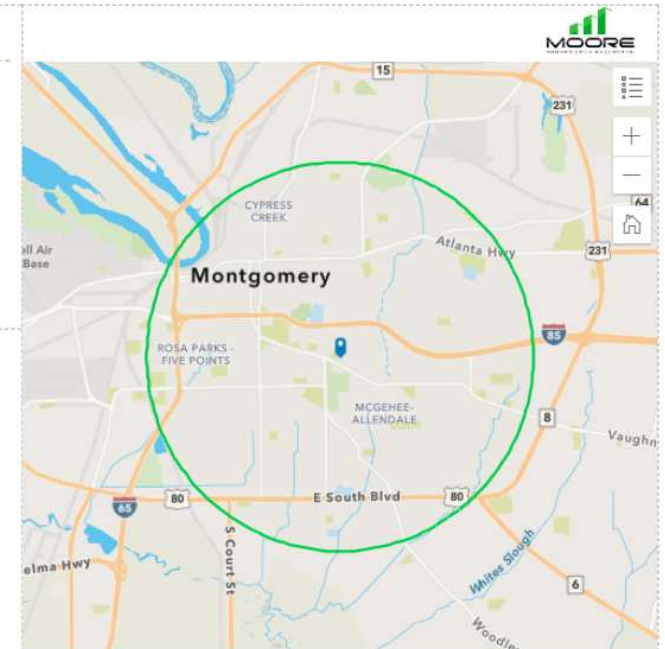 MOORE
15
231
CYPRESS
CREEK
64
ell Air
Base
Atlanta Hwy
231
Montgomery
85
ROSA PARKS -
FIVE POINTS
MCGEHEE-
ALLENDALE
8
Vaughn
80
E South Blvd
80
65
S Court St
elma Hwy
Whites Slough
6
Woodle